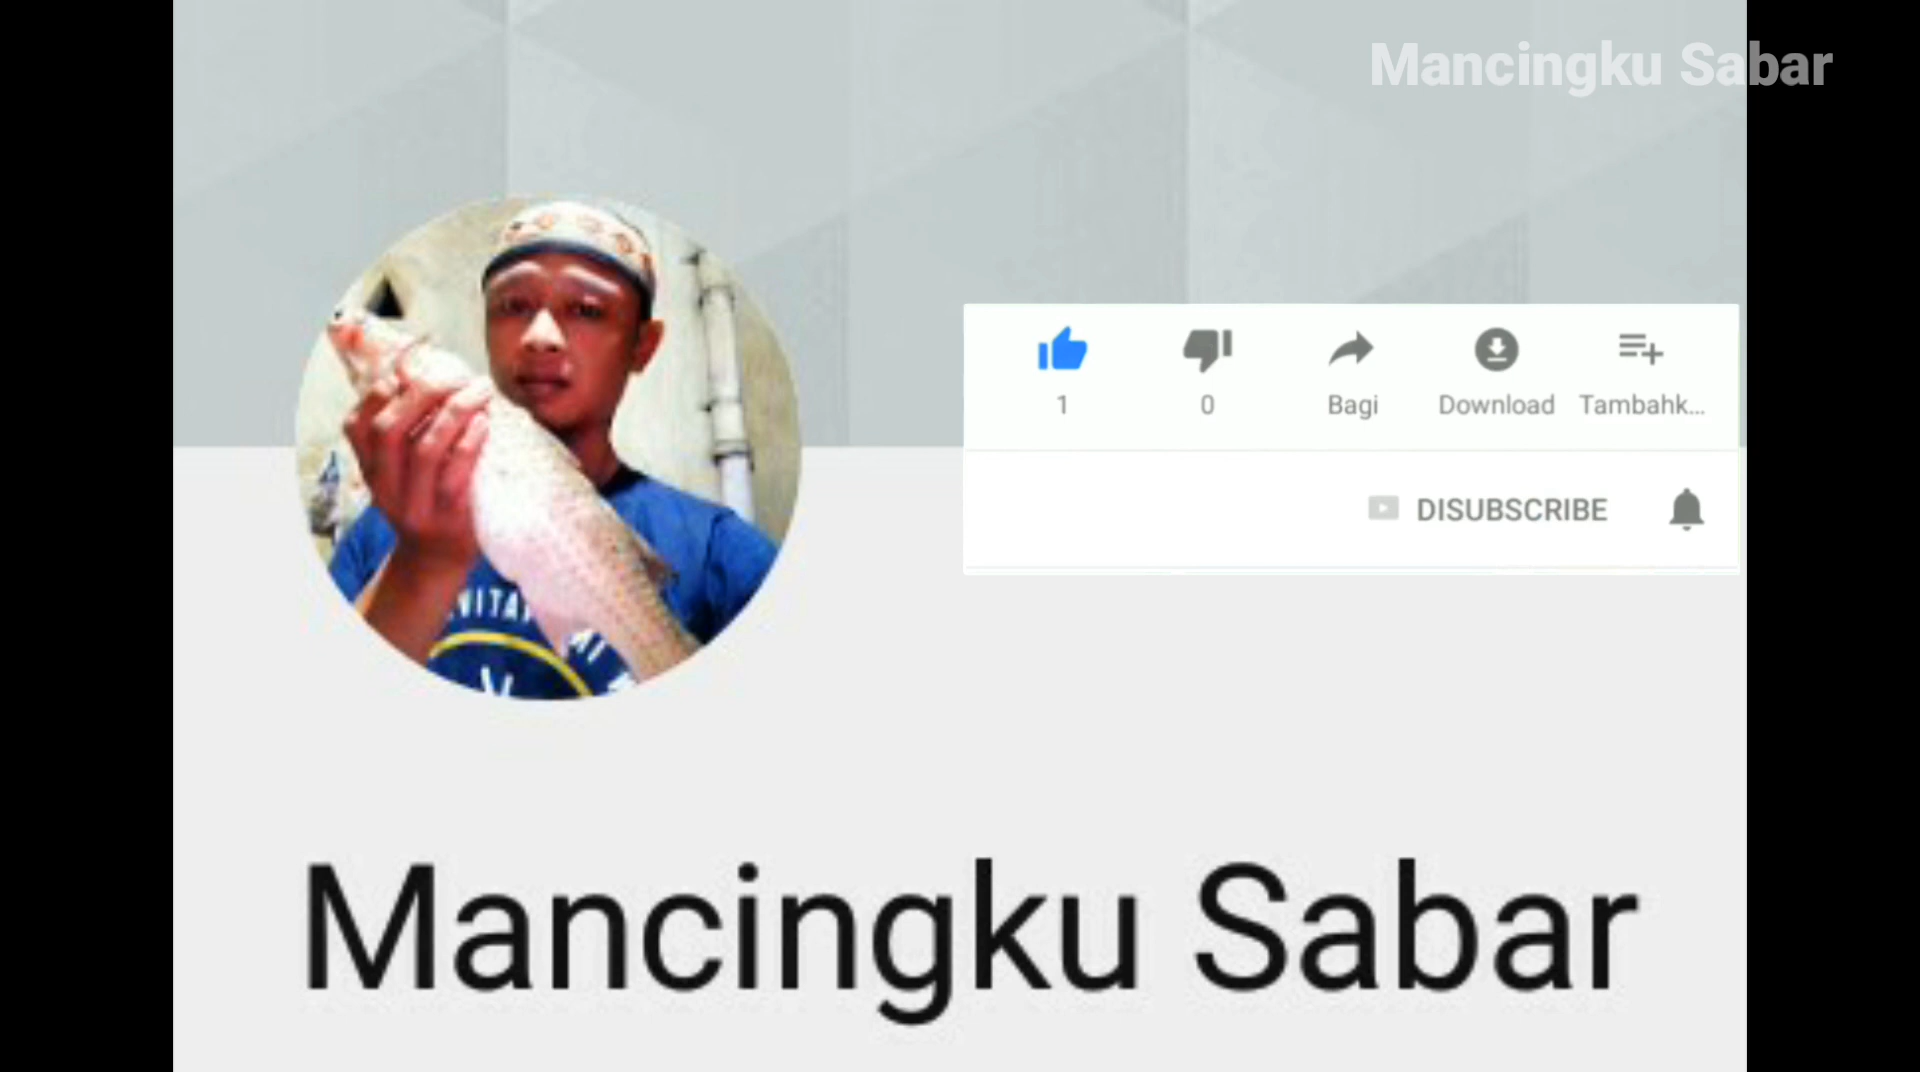 Mancingku Sabar
1
0
Bagi
Download
Tambahk...
DISUBSCRIBE
Mancingku Sabar